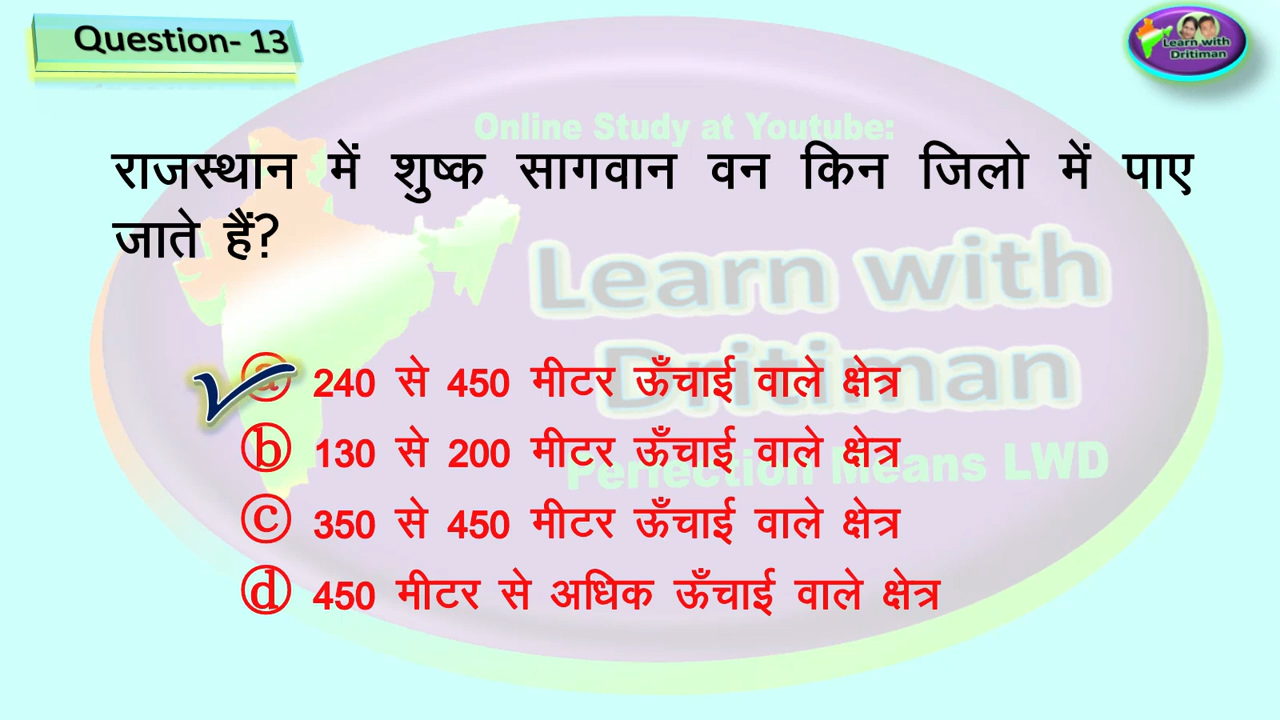 Question- 13
Learn with
Dritiman
Online Study at Youtube:
राजस्थान में शुष्क सागवान वन किन जिलो में पाए
जाते हैं?
Learn with
Dritiman
Perfection Means LWD
ⓐ 240 से 450 मीटर ऊँचाई वाले क्षेत्र
ⓑ 130 से 200 मीटर ऊँचाई वाले क्षेत्र
ⓒ 350 से 450 मीटर ऊँचाई वाले क्षेत्र
ⓓ 450 मीटर से अधिक ऊँचाई वाले क्षेत्र